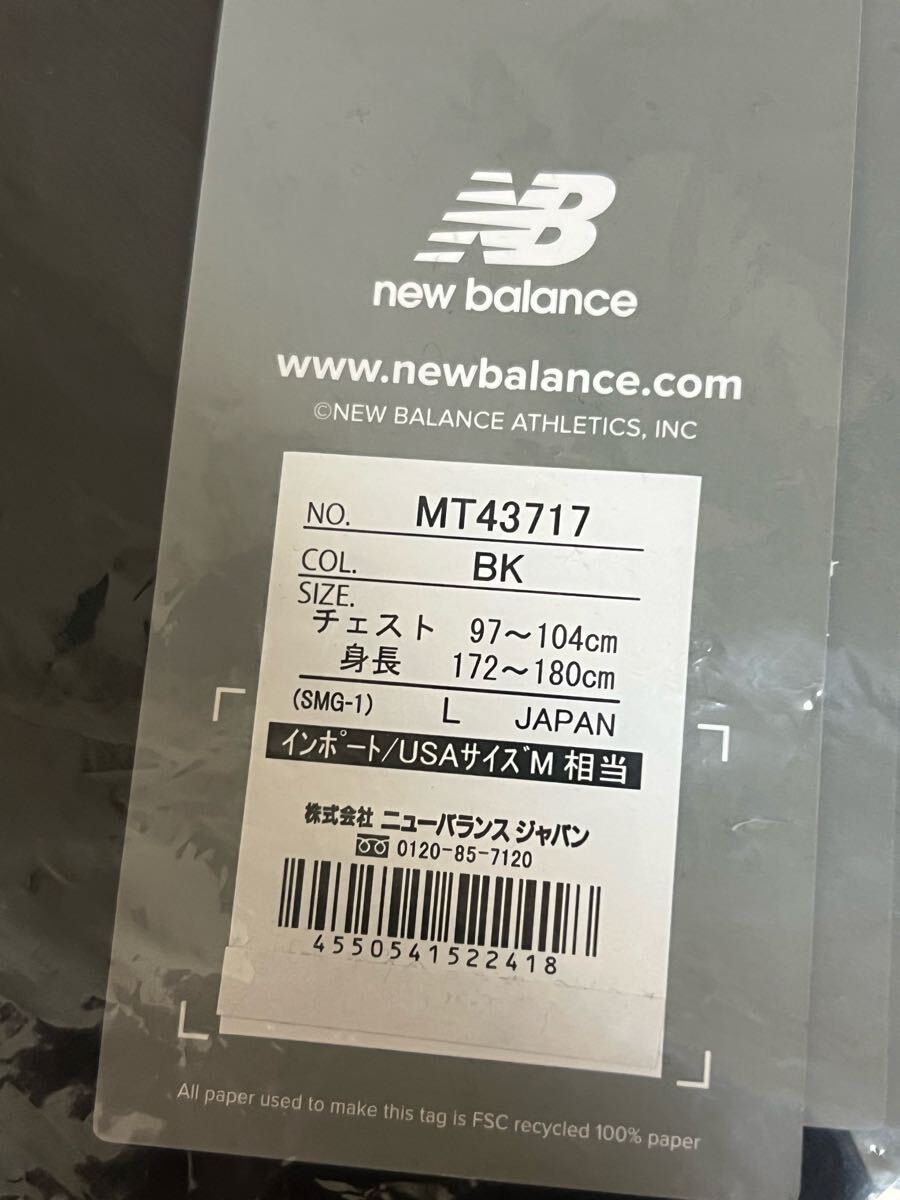 NB
new balance
www.newbalance.com
©NEW BALANCE ATHLETICS, INC
NO. MT43717
COL. BK
SIZE.
チェスト 97～104cm
身長 172～180cm
(SMG-1) L JAPAN
インポート/USAサイズM 相当
株式会社 ニューバランス ジャパン
0120-85-7120
4550541522418
All paper used to make this tag is FSC recycled 100% paper